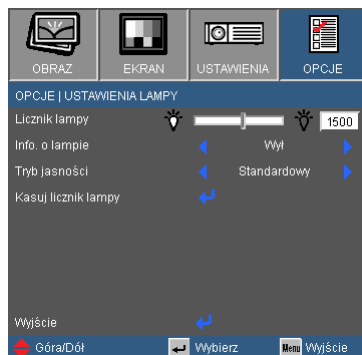 OBRAZ EKRAN USTAWIENIA OPCJE
OPCJE | USTAWIENIA LAMPY
Licznik lampy 1500
Info. o lampie Wył
Tryb jasności Standardowy
Kasuj licznik lampy
Wyjście
Góra/Dół Wybierz Menu Wyjście